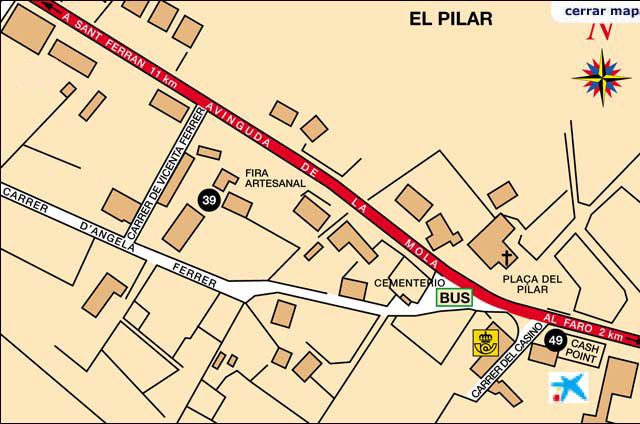 EL PILAR
cerrar mapa
N
A SANT FERRAN 11 km
AVINGUDA DE LA MOLA
CARRER DE VICENTA FERRER
FIRA
ARTESANAL
39
CARRER D'ANGELA FERRER
CEMENTERIO
BUS
PLAÇA DEL
PILAR
AL FARO 2 km
49
CASH
POINT
CARRER DEL CASINO